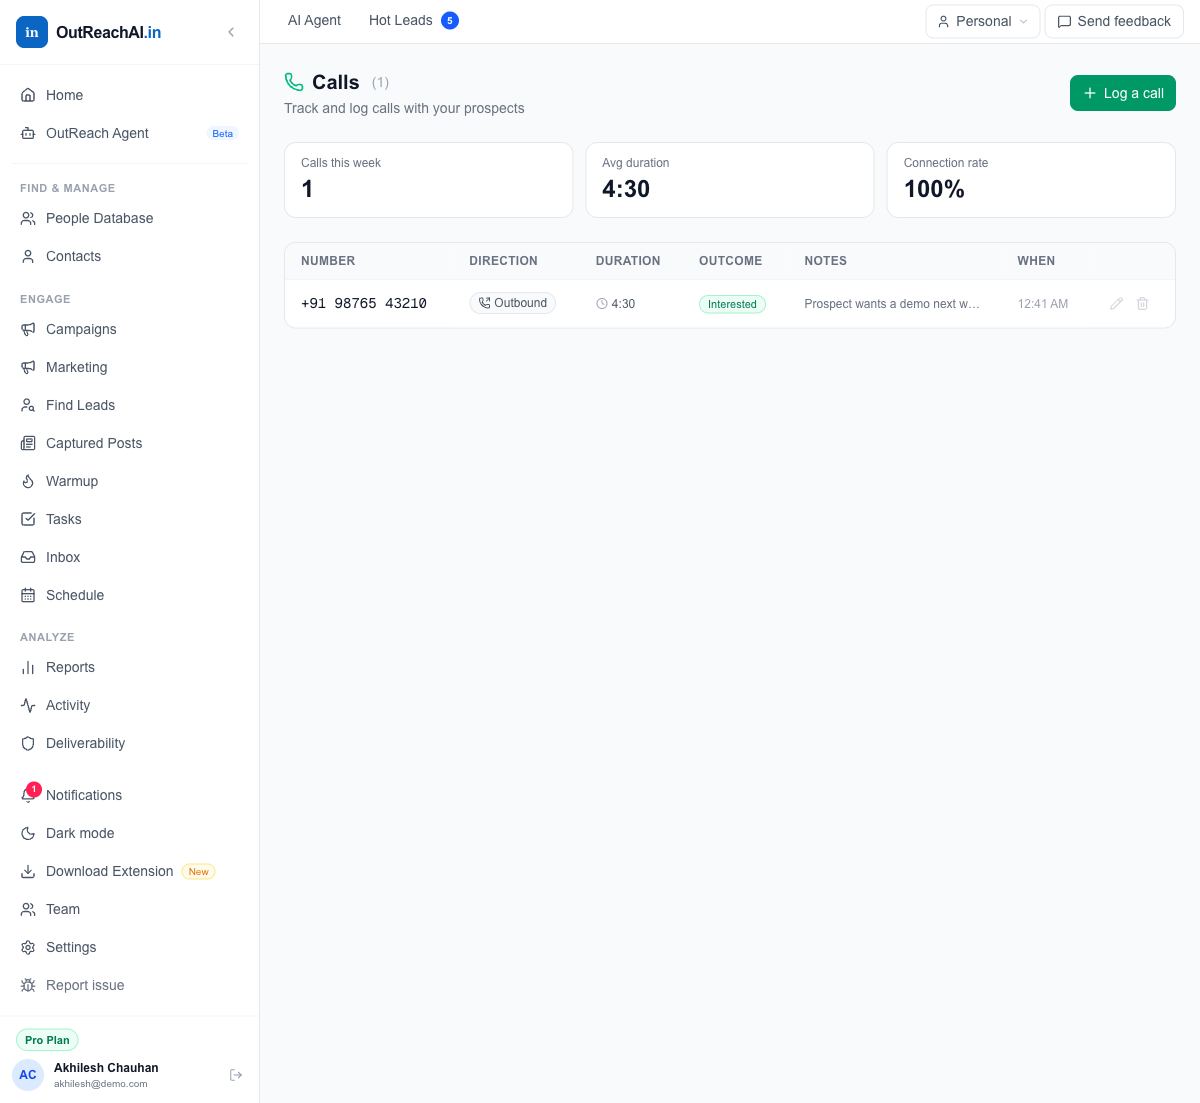 in OutReachAI.in
Home
OutReach Agent Beta
FIND & MANAGE
People Database
Contacts
ENGAGE
Campaigns
Marketing
Find Leads
Captured Posts
Warmup
Tasks
Inbox
Schedule
ANALYZE
Reports
Activity
Deliverability
1 Notifications
Dark mode
Download Extension New
Team
Settings
Report issue
Pro Plan
AC Akhilesh Chauhan
akhilesh@demo.com
AI Agent Hot Leads 5 Personal Send feedback
Calls (1)
Track and log calls with your prospects
Log a call
Calls this week
1
Avg duration
4:30
Connection rate
100%
NUMBER DIRECTION DURATION OUTCOME NOTES WHEN
+91 98765 43210 Outbound 4:30 Interested Prospect wants a demo next w… 12:41 AM